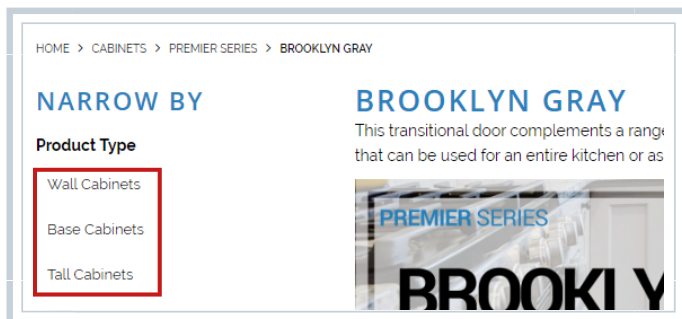 HOME > CABINETS > PREMIER SERIES > BROOKLYN GRAY
NARROW BY
Product Type
Wall Cabinets
Base Cabinets
Tall Cabinets
BROOKLYN GRAY
This transitional door complements a range
that can be used for an entire kitchen or as
PREMIER SERIES
BROOKLY